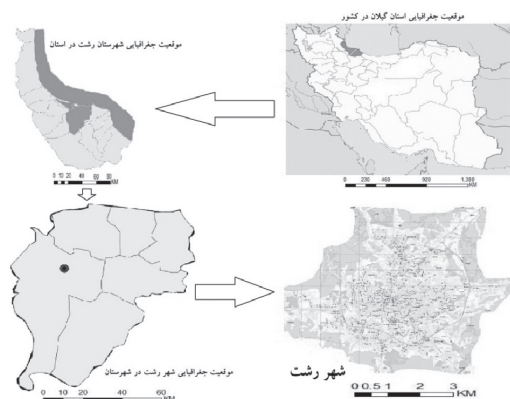 موقعیت جغرافیایی استان گیلان در کشور
0 230 460 920 1.380
KM
موقعیت جغرافیایی شهرستان رشت در استان
0 10 20 40 60 80
KM
موقعیت جغرافیایی شهر رشت در شهرستان
0 10 20 40 60
KM
شهر رشت
0 0.5 1 2 3
KM